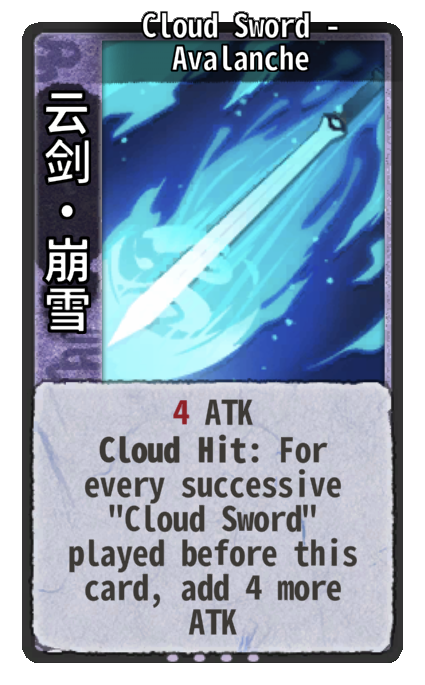 Cloud Sword -
Avalanche
云剑·崩雪
4 ATK
Cloud Hit: For
every successive
"Cloud Sword"
played before this
card, add 4 more
ATK